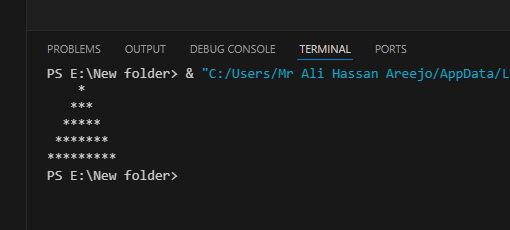 PROBLEMS OUTPUT DEBUG CONSOLE TERMINAL PORTS
PS E:\New folder> & "C:/Users/Mr Ali Hassan Areejo/AppData/L
    *
   ***
  *****
 *******
*********
PS E:\New folder>